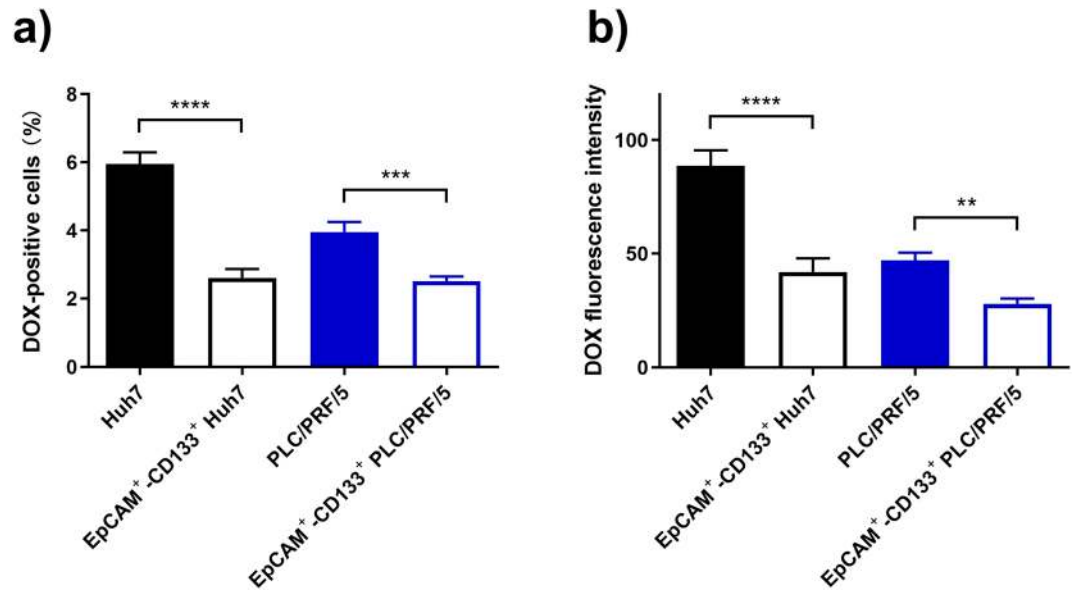 a)
DOX-positive cells (%)
8
6
4
2
0
****
***
Huh7
EpCAM⁺-CD133⁺ Huh7
PLC/PRF/5
EpCAM⁺-CD133⁺ PLC/PRF/5
b)
DOX fluorescence intensity
100
50
0
****
**
Huh7
EpCAM⁺-CD133⁺ Huh7
PLC/PRF/5
EpCAM⁺-CD133⁺ PLC/PRF/5